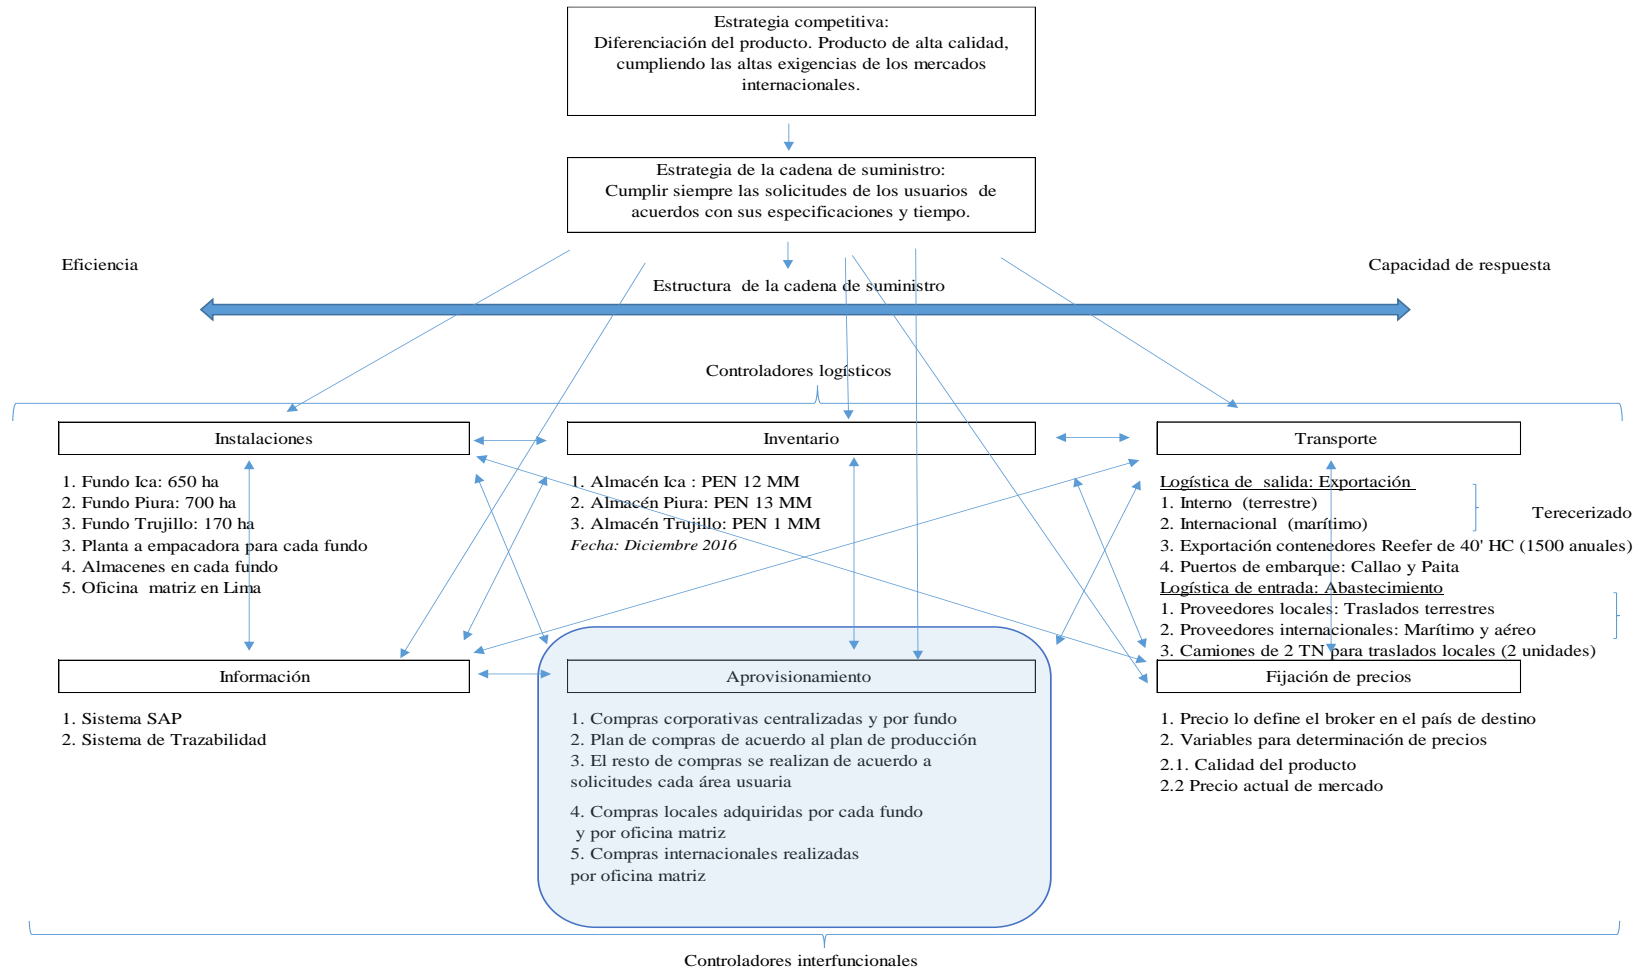 Estrategia competitiva:
Diferenciación del producto. Producto de alta calidad,
cumpliendo las altas exigencias de los mercados
internacionales.
Estrategia de la cadena de suministro:
Cumplir siempre las solicitudes de los usuarios de
acuerdos con sus especificaciones y tiempo.
Eficiencia
Capacidad de respuesta
Estructura de la cadena de suministro
Controladores logísticos
Instalaciones
1. Fundo Ica: 650 ha
2. Fundo Piura: 700 ha
3. Fundo Trujillo: 170 ha
3. Planta a empacadora para cada fundo
4. Almacenes en cada fundo
5. Oficina matriz en Lima
Inventario
1. Almacén Ica : PEN 12 MM
2. Almacén Piura: PEN 13 MM
3. Almacén Trujillo: PEN 1 MM
Fecha: Diciembre 2016
Transporte
Logística de salida: Exportación
1. Interno (terrestre)
2. Internacional (marítimo)
Terecerizado
3. Exportación contenedores Reefer de 40' HC (1500 anuales)
4. Puertos de embarque: Callao y Paita
Logística de entrada: Abastecimiento
1. Proveedores locales: Traslados terrestres
2. Proveedores internacionales: Marítimo y aéreo
3. Camiones de 2 TN para traslados locales (2 unidades)
Información
1. Sistema SAP
2. Sistema de Trazabilidad
Aprovisionamiento
1. Compras corporativas centralizadas y por fundo
2. Plan de compras de acuerdo al plan de producción
3. El resto de compras se realizan de acuerdo a
solicitudes cada área usuaria
4. Compras locales adquiridas por cada fundo
y por oficina matriz
5. Compras internacionales realizadas
por oficina matriz
Fijación de precios
1. Precio lo define el broker en el país de destino
2. Variables para determinación de precios
2.1. Calidad del producto
2.2 Precio actual de mercado
Controladores interfuncionales